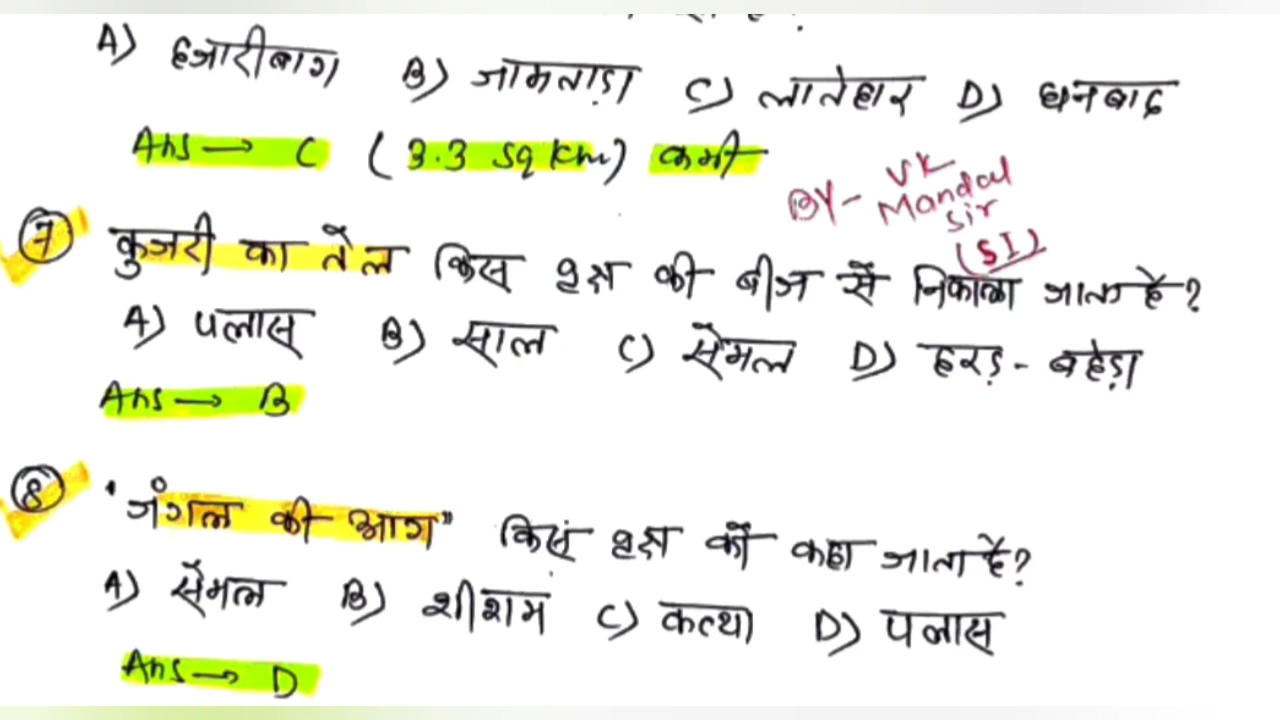 A) हजारीबाग B) जामताड़ा C) लातेहार D) धनबाद
Ans → C (3.3 sq km) कमी
BY - VK Mandal Sir (SI)
7 कुजरी का तेल किस वृक्ष की बीज से निकाला जाता है?
A) पलास B) साल C) सेमल D) हरड़ - बहेड़ा
Ans → B
8 "जंगल की आग" किस वृक्ष को कहा जाता है?
A) सेमल B) शीशम C) कत्था D) पलास
Ans → D